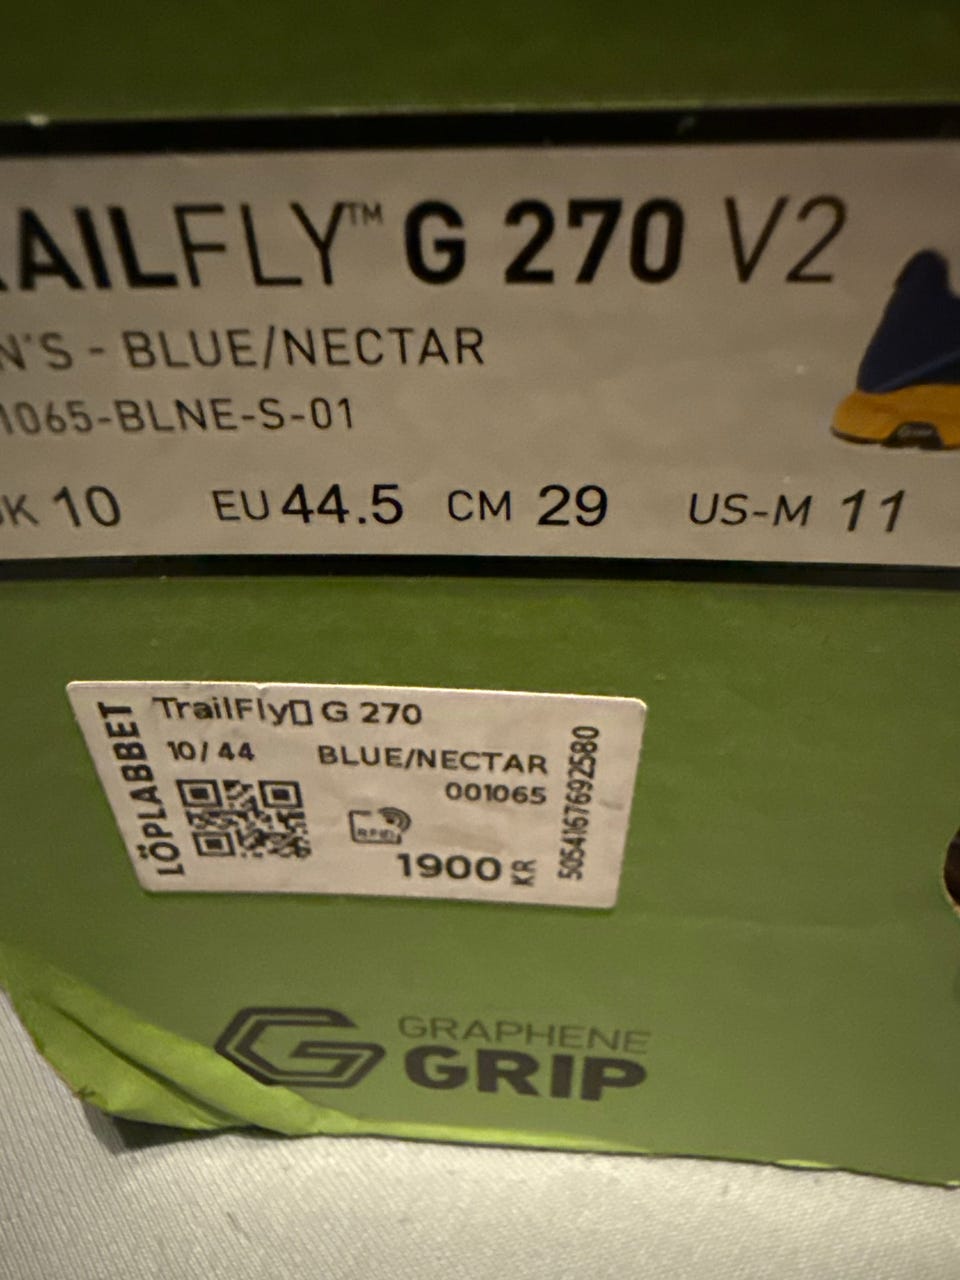 AILFLY™ G 270 V2
N'S - BLUE/NECTAR
1065-BLNE-S-01
UK 10 EU 44.5 CM 29 US-M 11
LÖPLABBET
TrailFly▯ G 270
10/ 44 BLUE/NECTAR
001065
RFID
1900 KR
5054167692580
GRAPHENE
GRIP